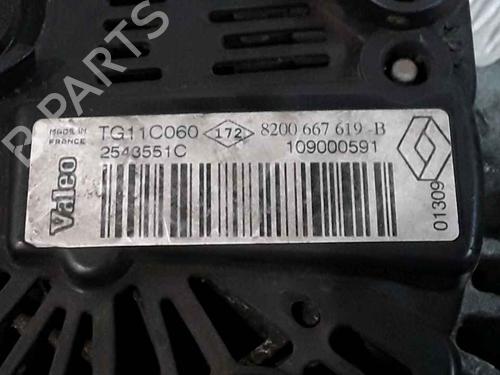 B PARTS
MADE IN FRANCE TG11C060 172 8200 667 619 -B
2543551C 109000591
Valeo
01309